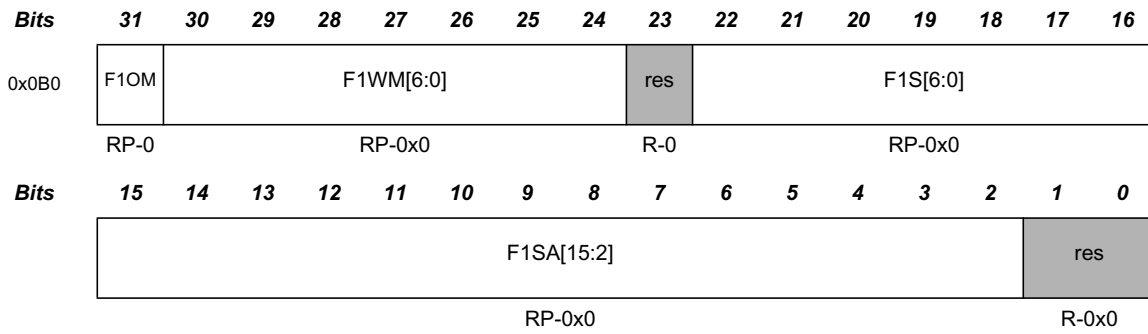 Bits 31 30 29 28 27 26 25 24 23 22 21 20 19 18 17 16
0x0B0 F1OM F1WM[6:0] res F1S[6:0]
RP-0 RP-0x0 R-0 RP-0x0
Bits 15 14 13 12 11 10 9 8 7 6 5 4 3 2 1 0
F1SA[15:2] res
RP-0x0 R-0x0